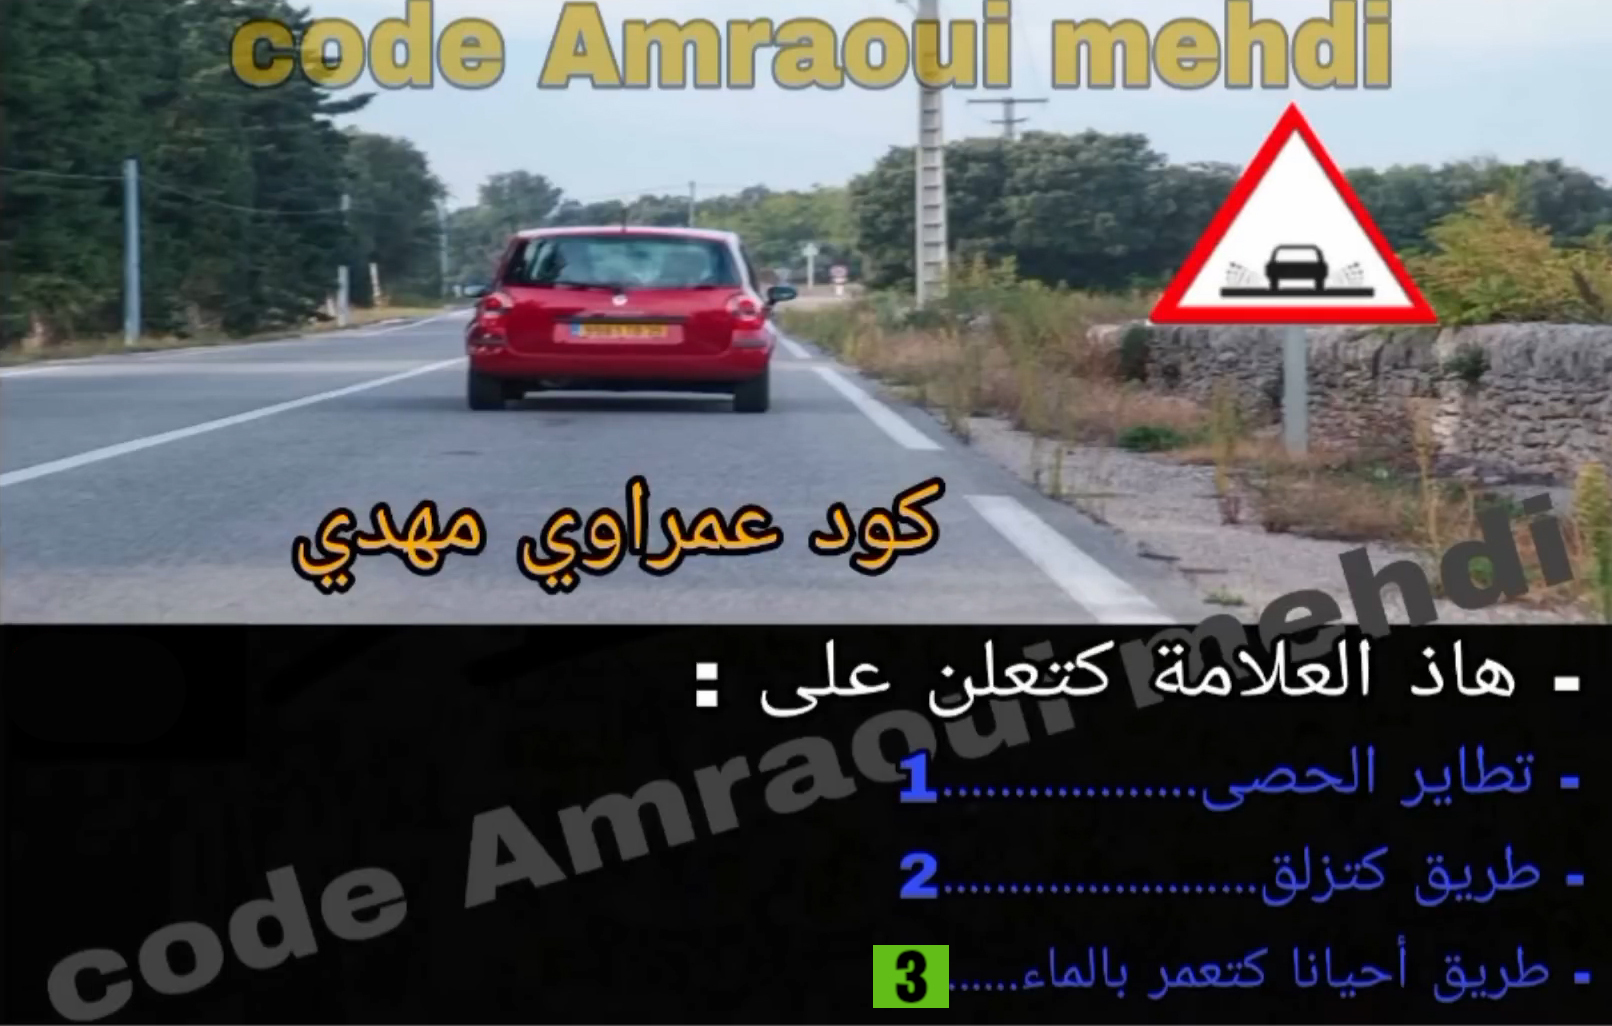 code Amraoui mehdi
كود عمراوي مهدي
- هاذ العلامة كتعلن على :
- تطاير الحصى..................1
- طريق كتزلق........................2
- طريق أحيانا كتعمر بالماء......3
code Amraoui mehdi